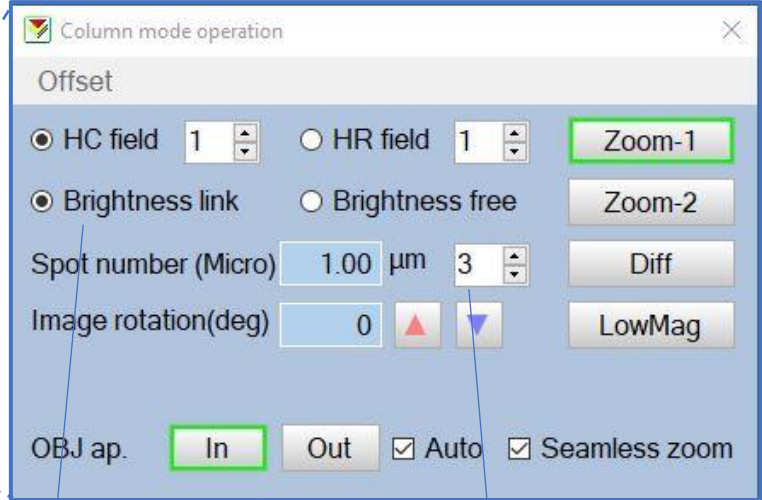 Column mode operation
Offset
HC field 1 HR field 1 Zoom-1
Brightness link Brightness free Zoom-2
Spot number (Micro) 1.00 µm 3 Diff
Image rotation(deg) 0 LowMag
OBJ ap. In Out Auto Seamless zoom